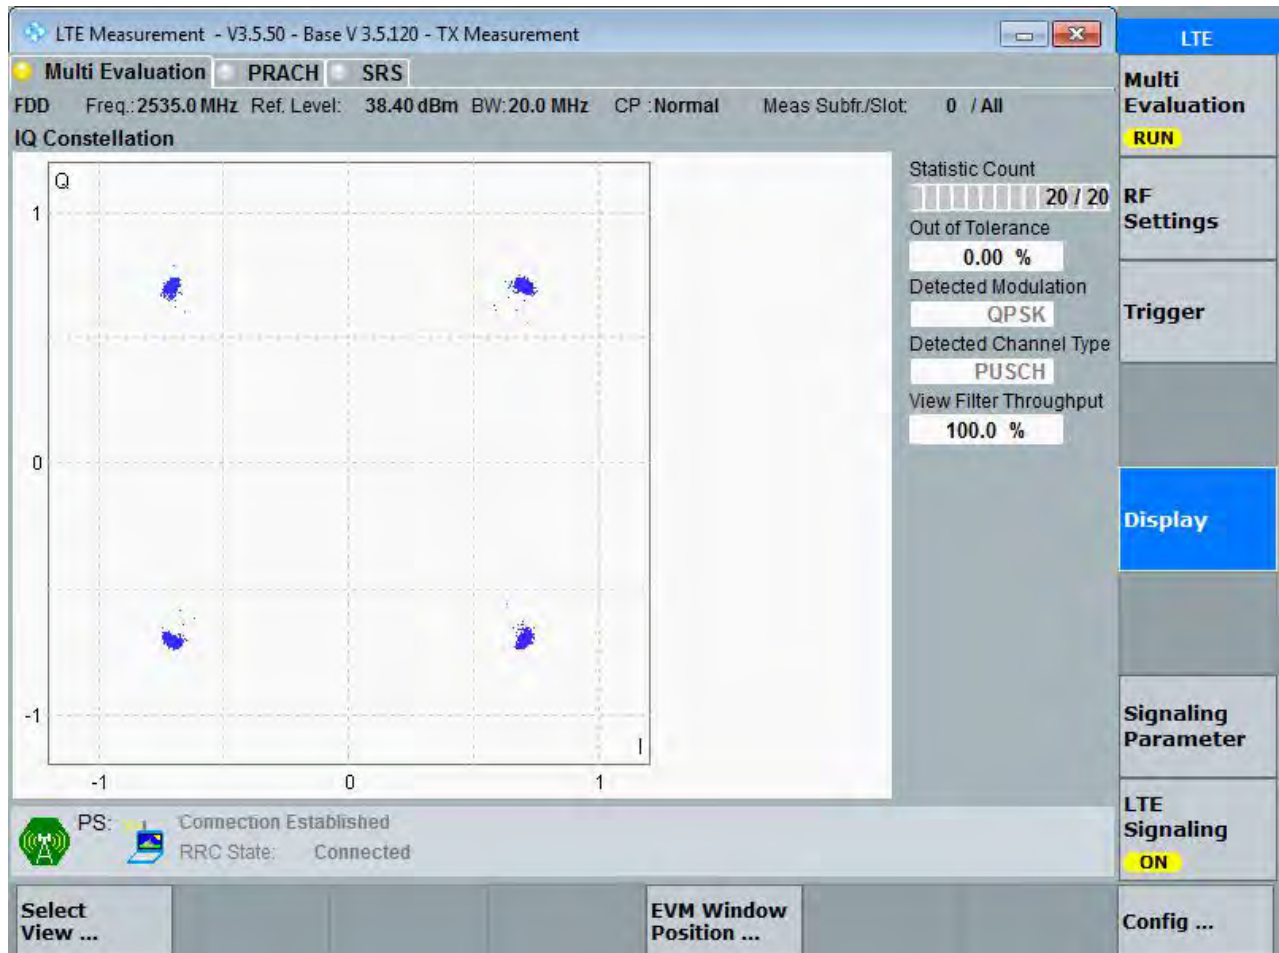 LTE Measurement - V3.5.50 - Base V 3.5.120 - TX Measurement
LTE
Multi Evaluation PRACH SRS
FDD Freq.: 2535.0 MHz Ref. Level: 38.40 dBm BW: 20.0 MHz CP : Normal Meas Subfr./Slot: 0 / All
IQ Constellation
Q
1
0
-1
I
-1 0 1
Statistic Count
20 / 20
Out of Tolerance
0.00 %
Detected Modulation
QPSK
Detected Channel Type
PUSCH
View Filter Throughput
100.0 %
Multi
Evaluation
RUN
RF
Settings
Trigger
Display
Signaling
Parameter
LTE
Signaling
ON
PS: Connection Established
RRC State: Connected
Select
View ...
EVM Window
Position ...
Config ...